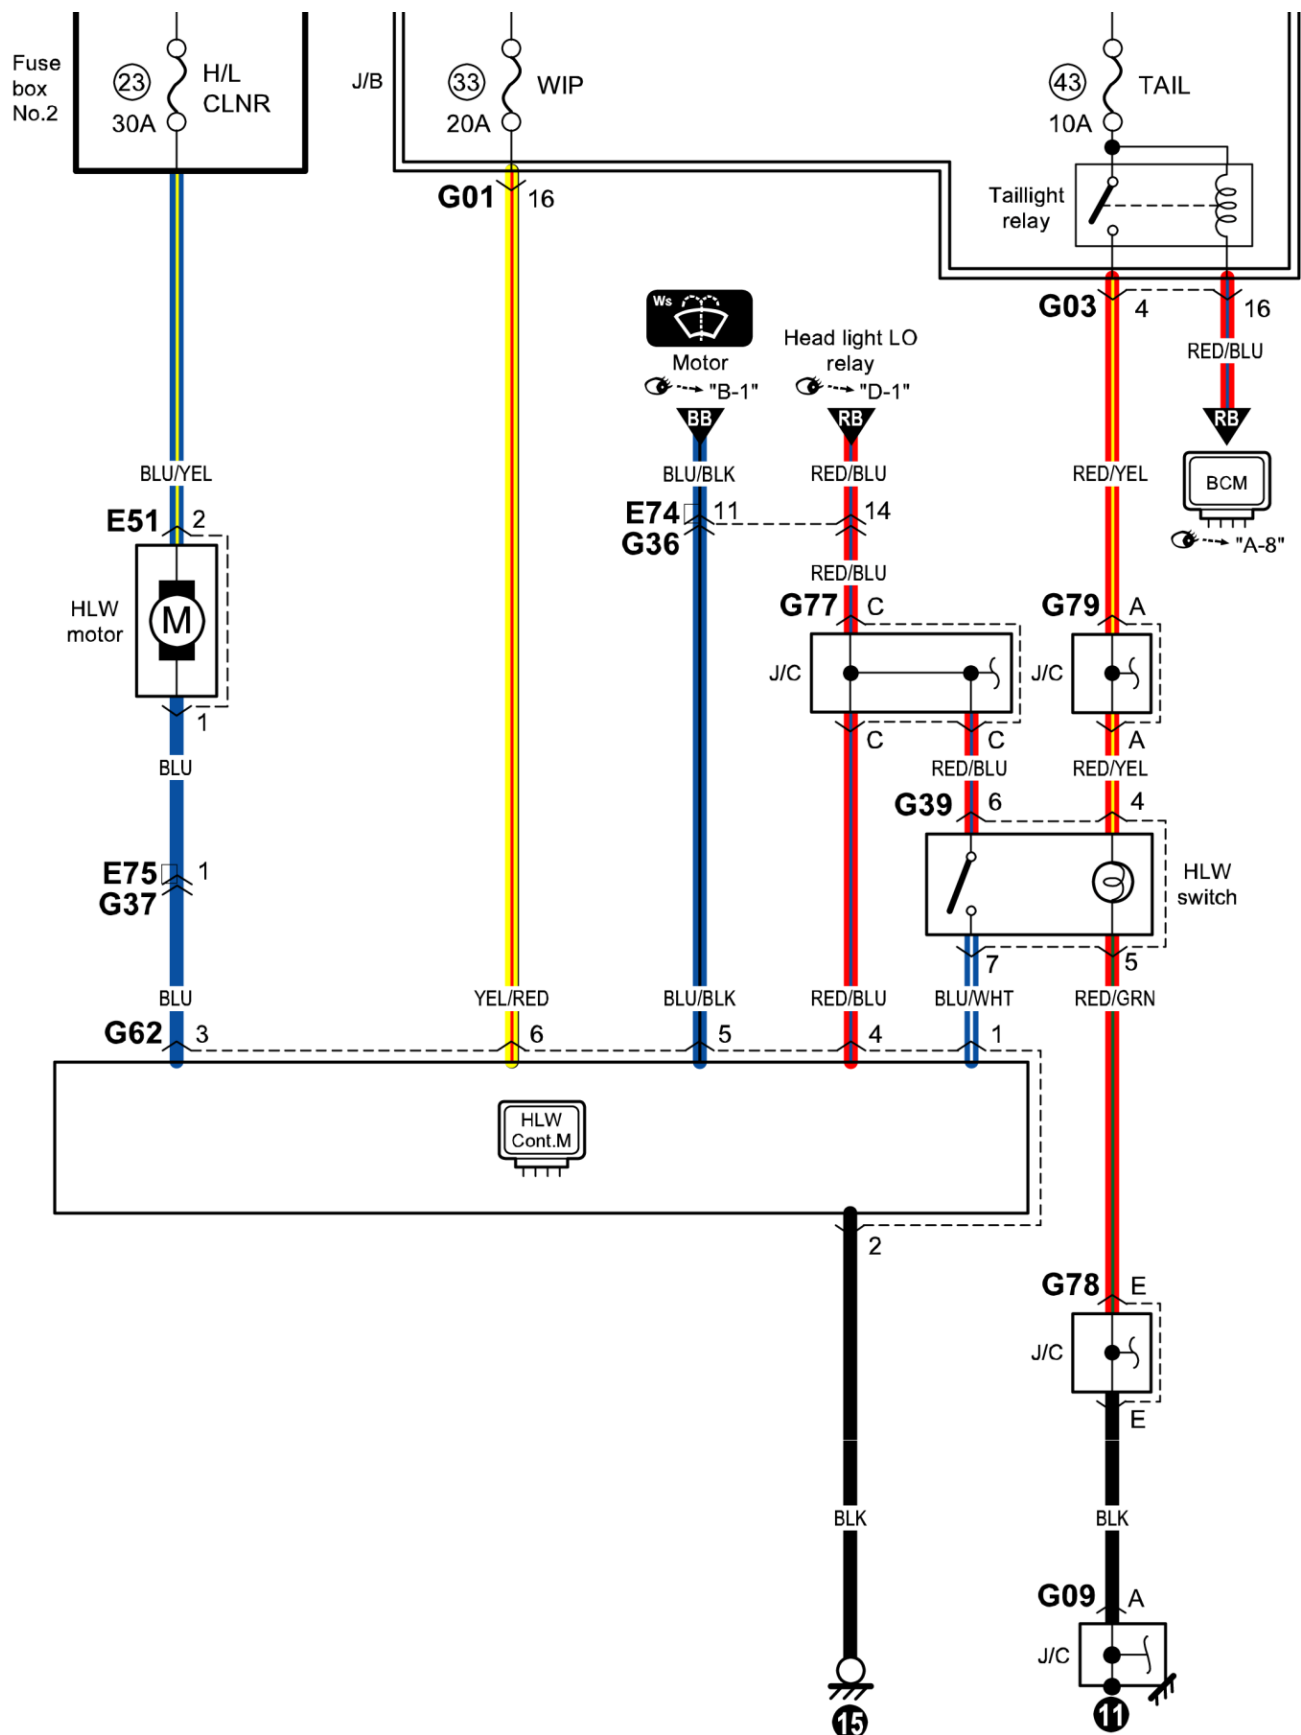 Fuse
box
No.2
23
30A
H/L
CLNR
J/B
33
20A
WIP
43
10A
TAIL
G01 16
Taillight
relay
G03 4 16
RED/BLU
RB
BCM
"A-8"
Ws
Motor
"B-1"
BB
Head light LO
relay
"D-1"
RB
BLU/YEL
BLU/BLK
RED/BLU
RED/YEL
E51 2
E74 11 14
G36
RED/BLU
HLW
motor
M
1
G77 C
J/C
C C
G79 A
J/C
A
BLU
RED/BLU
RED/YEL
G39 6 4
HLW
switch
7 5
E75 1
G37
BLU
YEL/RED
BLU/BLK
RED/BLU
BLU/WHT
RED/GRN
G62 3 6 5 4 1
HLW
Cont.M
2
G78 E
J/C
E
BLK
BLK
G09 A
J/C
15
11